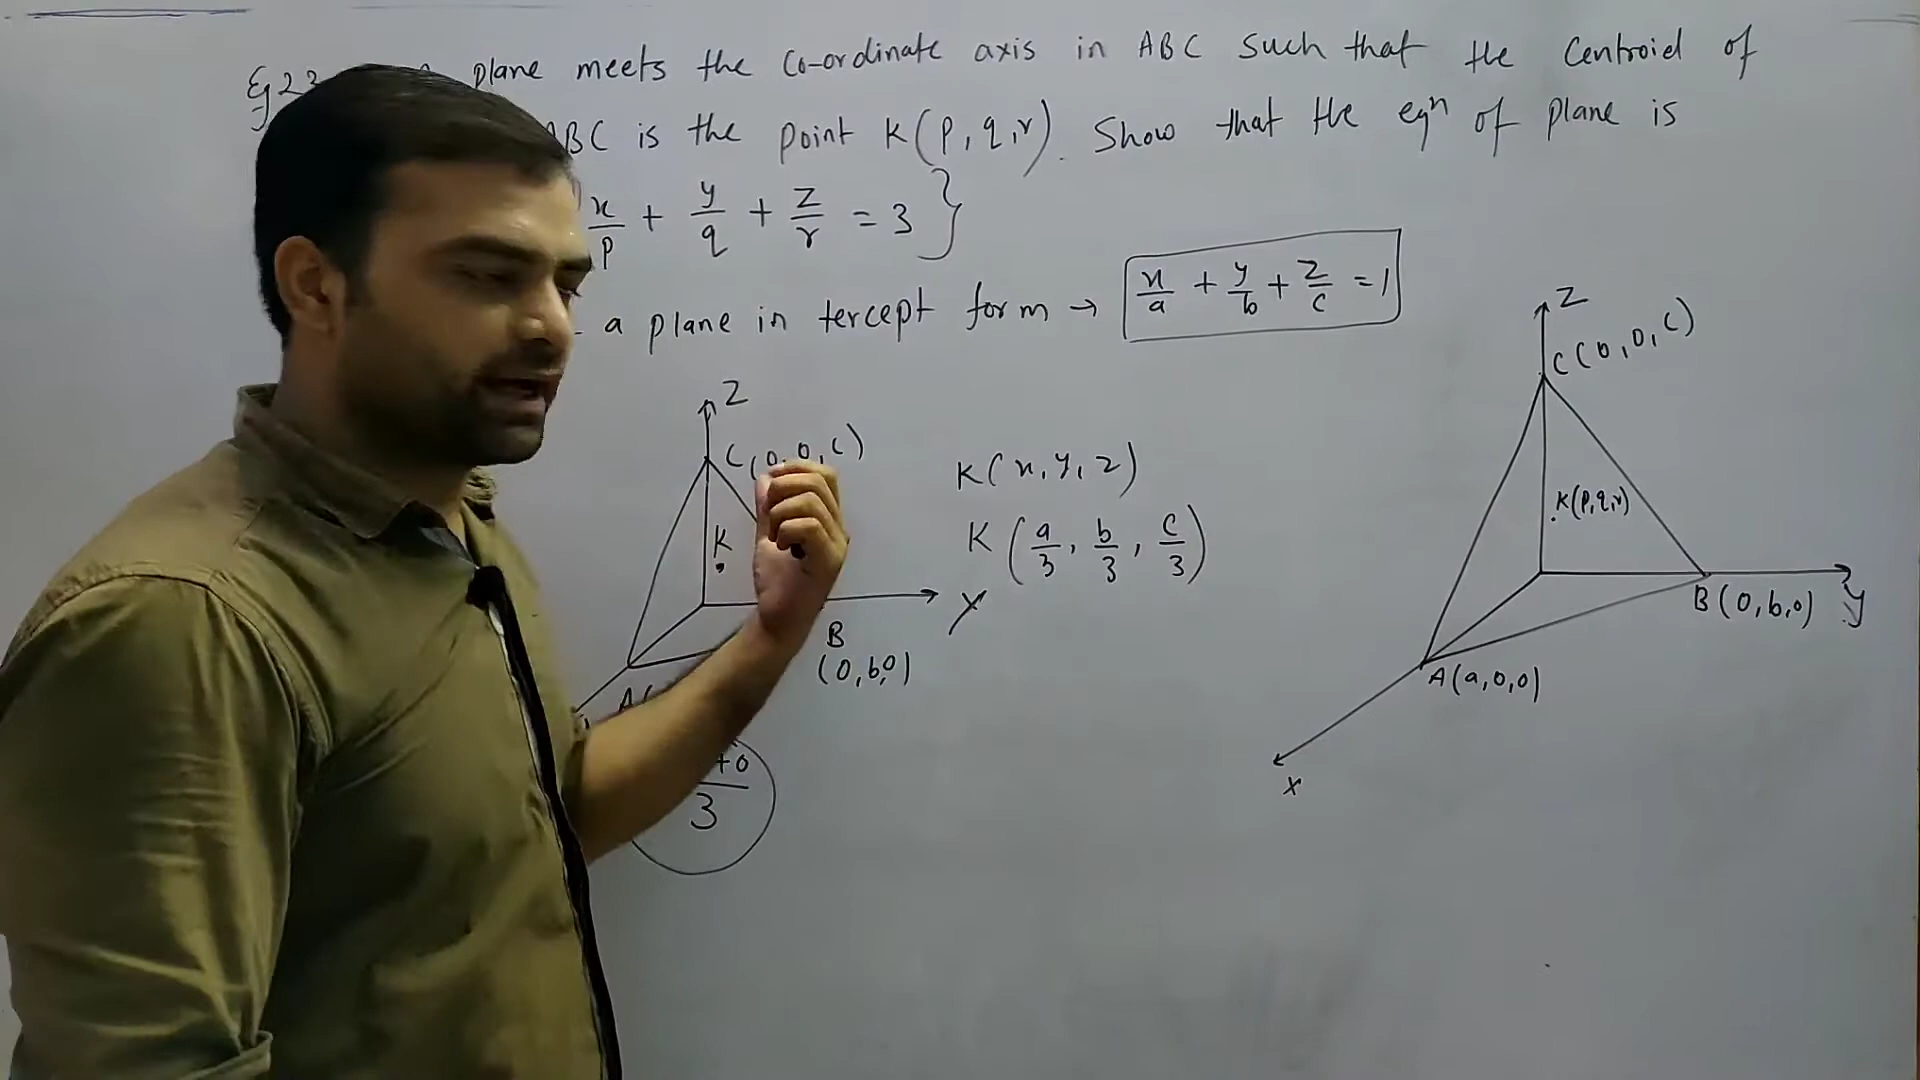 Eg 23 plane meets the Co-ordinate axis in ABC such that the Centroid of
ABC is the point K(p,q,r). Show that the eqn of plane is
x/p + y/q + z/r = 3 }
a plane in tercept form → x/a + y/b + z/c = 1
Z
C(0,0,c)
K
Y
B
(0,b,0)
A(
+0
3
K(x,y,z)
K(a/3, b/3, c/3)
Z
C(0,0,c)
K(p,q,r)
B(0,b,0)
y
A(a,0,0)
x